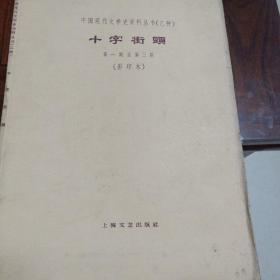 中国现代文学史资料丛书(乙种)
十字街頭
第一期至第三期
(影印本)
上海文艺出版社